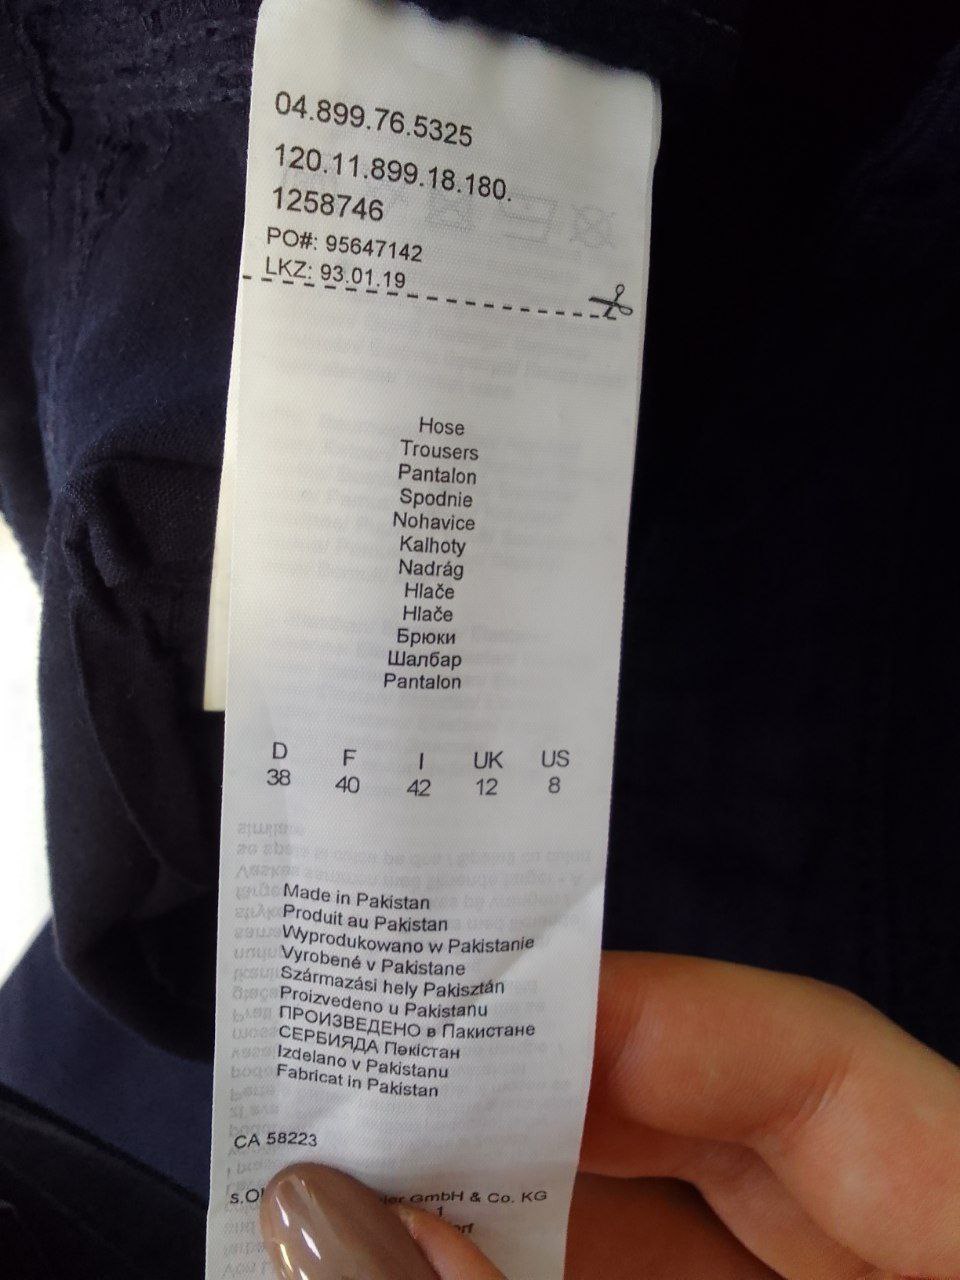 04.899.76.5325
120.11.899.18.180.
1258746
PO#: 95647142
LKZ: 93.01.19
Hose
Trousers
Pantalon
Spodnie
Nohavice
Kalhoty
Nadrág
Hlače
Hlače
Брюки
Шалбар
Pantalon
D F I UK US
38 40 42 12 8
Made in Pakistan
Produit au Pakistan
Wyprodukowano w Pakistanie
Vyrobené v Pakistane
Származási hely Pakisztán
Proizvedeno u Pakistanu
ПРОИЗВЕДЕНО в Пакистане
СЕРБИЯДА Пәкістан
Izdelano v Pakistanu
Fabricat in Pakistan
CA 58223
GmbH & Co. KG
1